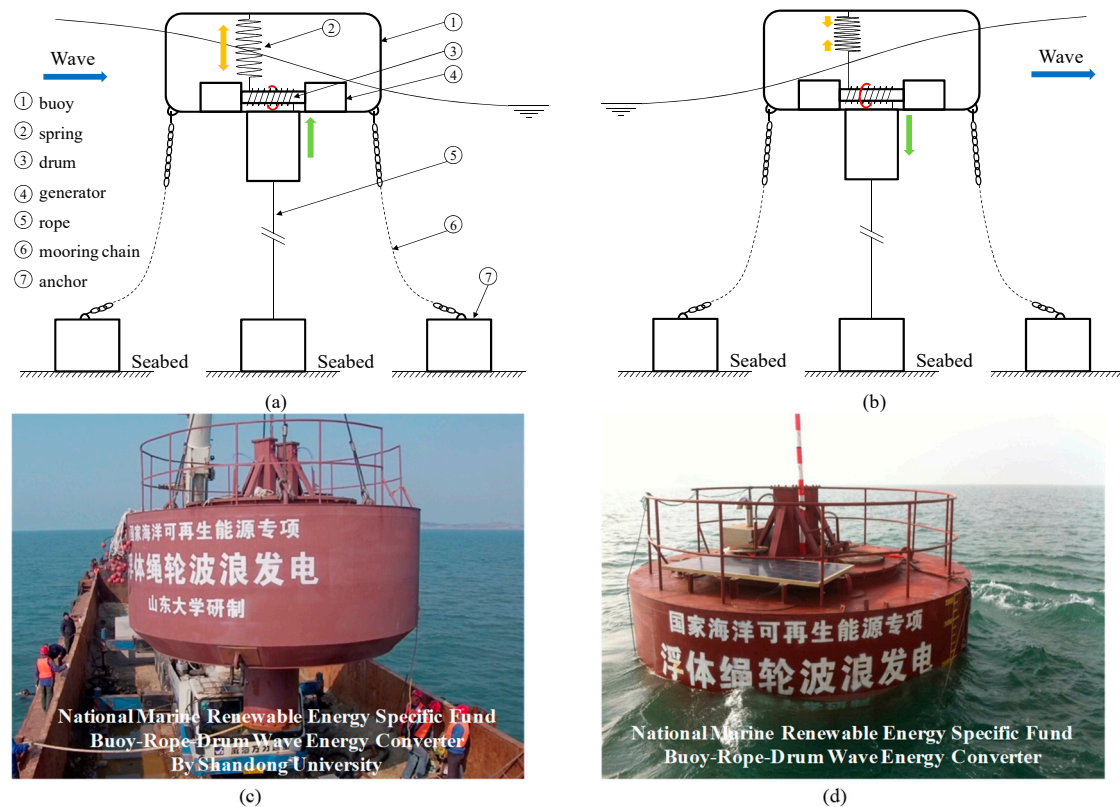 Wave
① buoy
② spring
③ drum
④ generator
⑤ rope
⑥ mooring chain
⑦ anchor
①
②
③
④
⑤
⑥
⑦
Seabed
Seabed
(a)
Wave
Seabed
Seabed
(b)
国家海洋可再生能源专项
浮体绳轮波浪发电
山东大学研制
National Marine Renewable Energy Specific Fund
Buoy-Rope-Drum Wave Energy Converter
By Shandong University
(c)
国家海洋可再生能源专项
浮体绳轮波浪发电
National Marine Renewable Energy Specific Fund
Buoy-Rope-Drum Wave Energy Converter
(d)